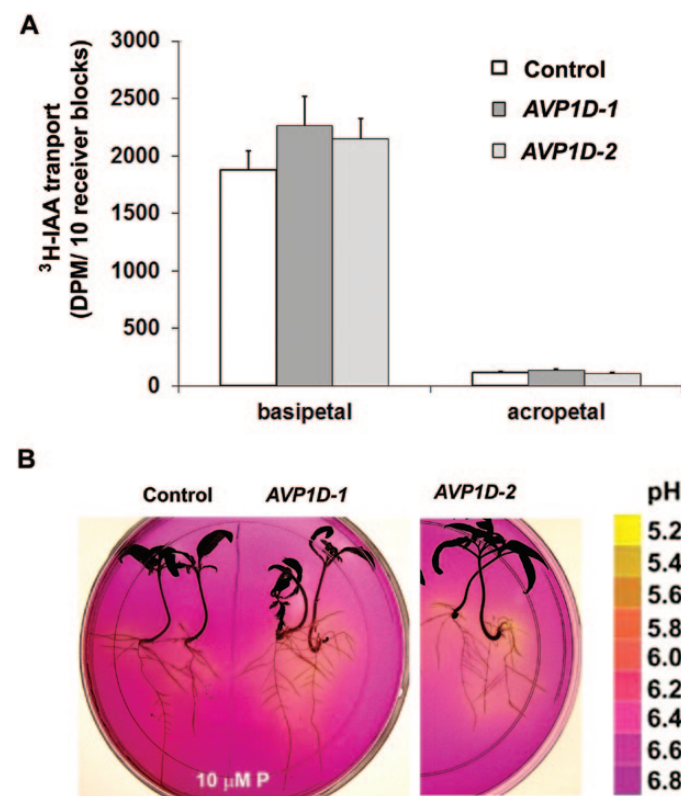 A
3000
2500
2000
1500
1000
500
0
³H-IAA tranport
(DPM/ 10 receiver blocks)
Control
AVP1D-1
AVP1D-2
basipetal
acropetal
B
Control
AVP1D-1
AVP1D-2
10 µM P
pH
5.2
5.4
5.6
5.8
6.0
6.2
6.4
6.6
6.8